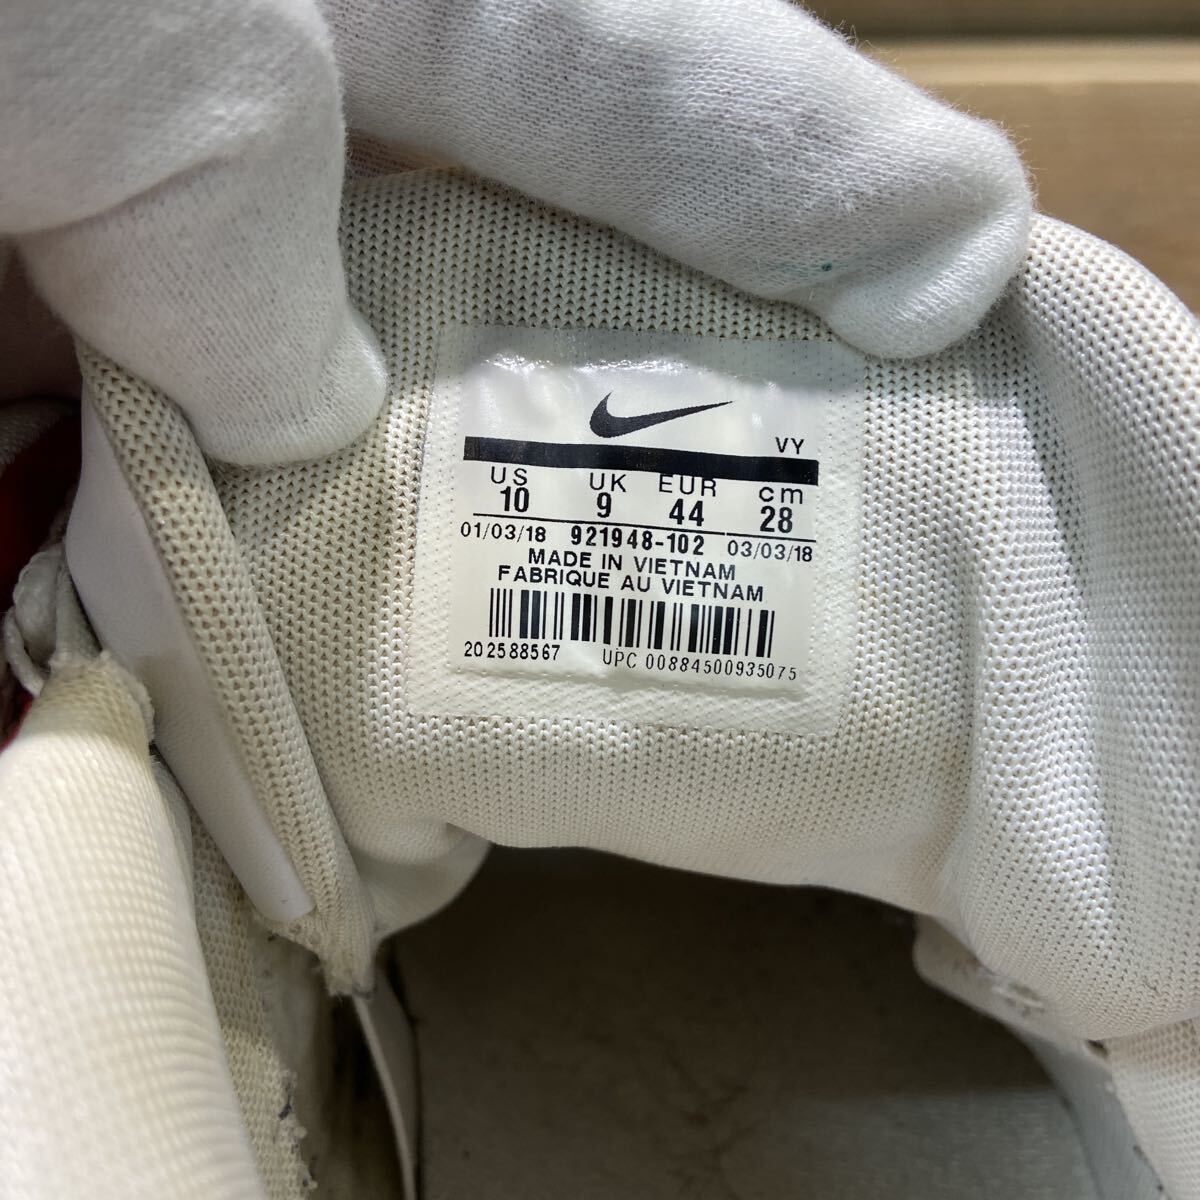 VY
US UK EUR cm
10 9 44 28
01/03/18 921948-102 03/03/18
MADE IN VIETNAM
FABRIQUE AU VIETNAM
202588567 UPC 00884500935075